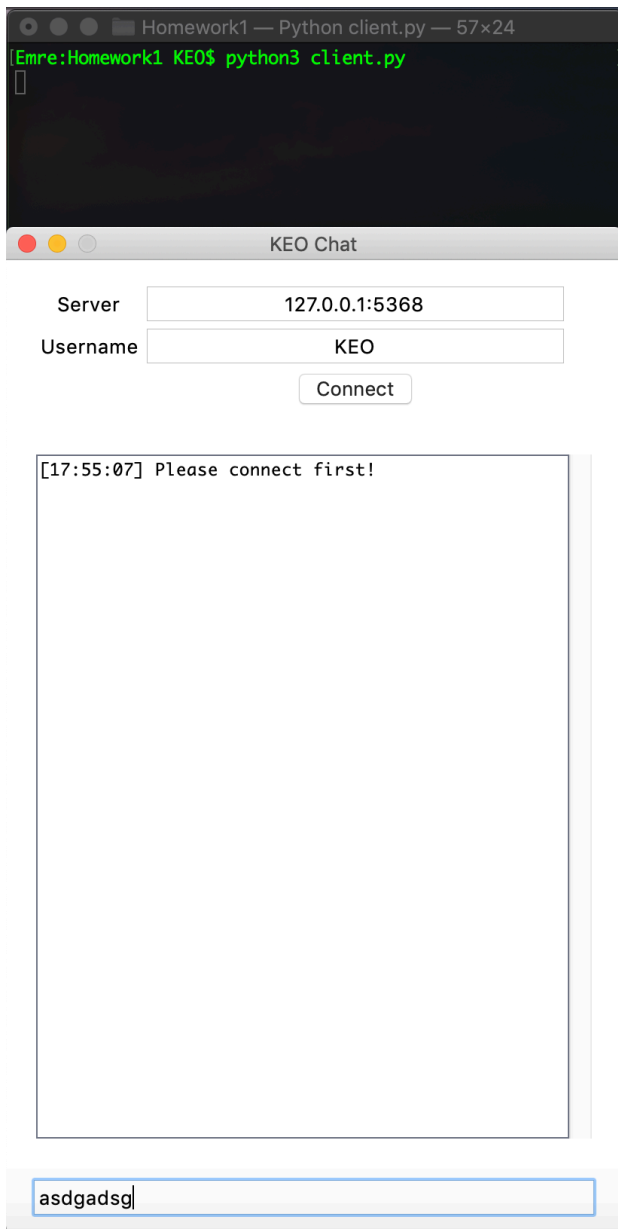 Homework1 — Python client.py — 57×24
[Emre:Homework1 KEO$ python3 client.py
KEO Chat
Server 127.0.0.1:5368
Username KEO
Connect
[17:55:07] Please connect first!
asdgadsg